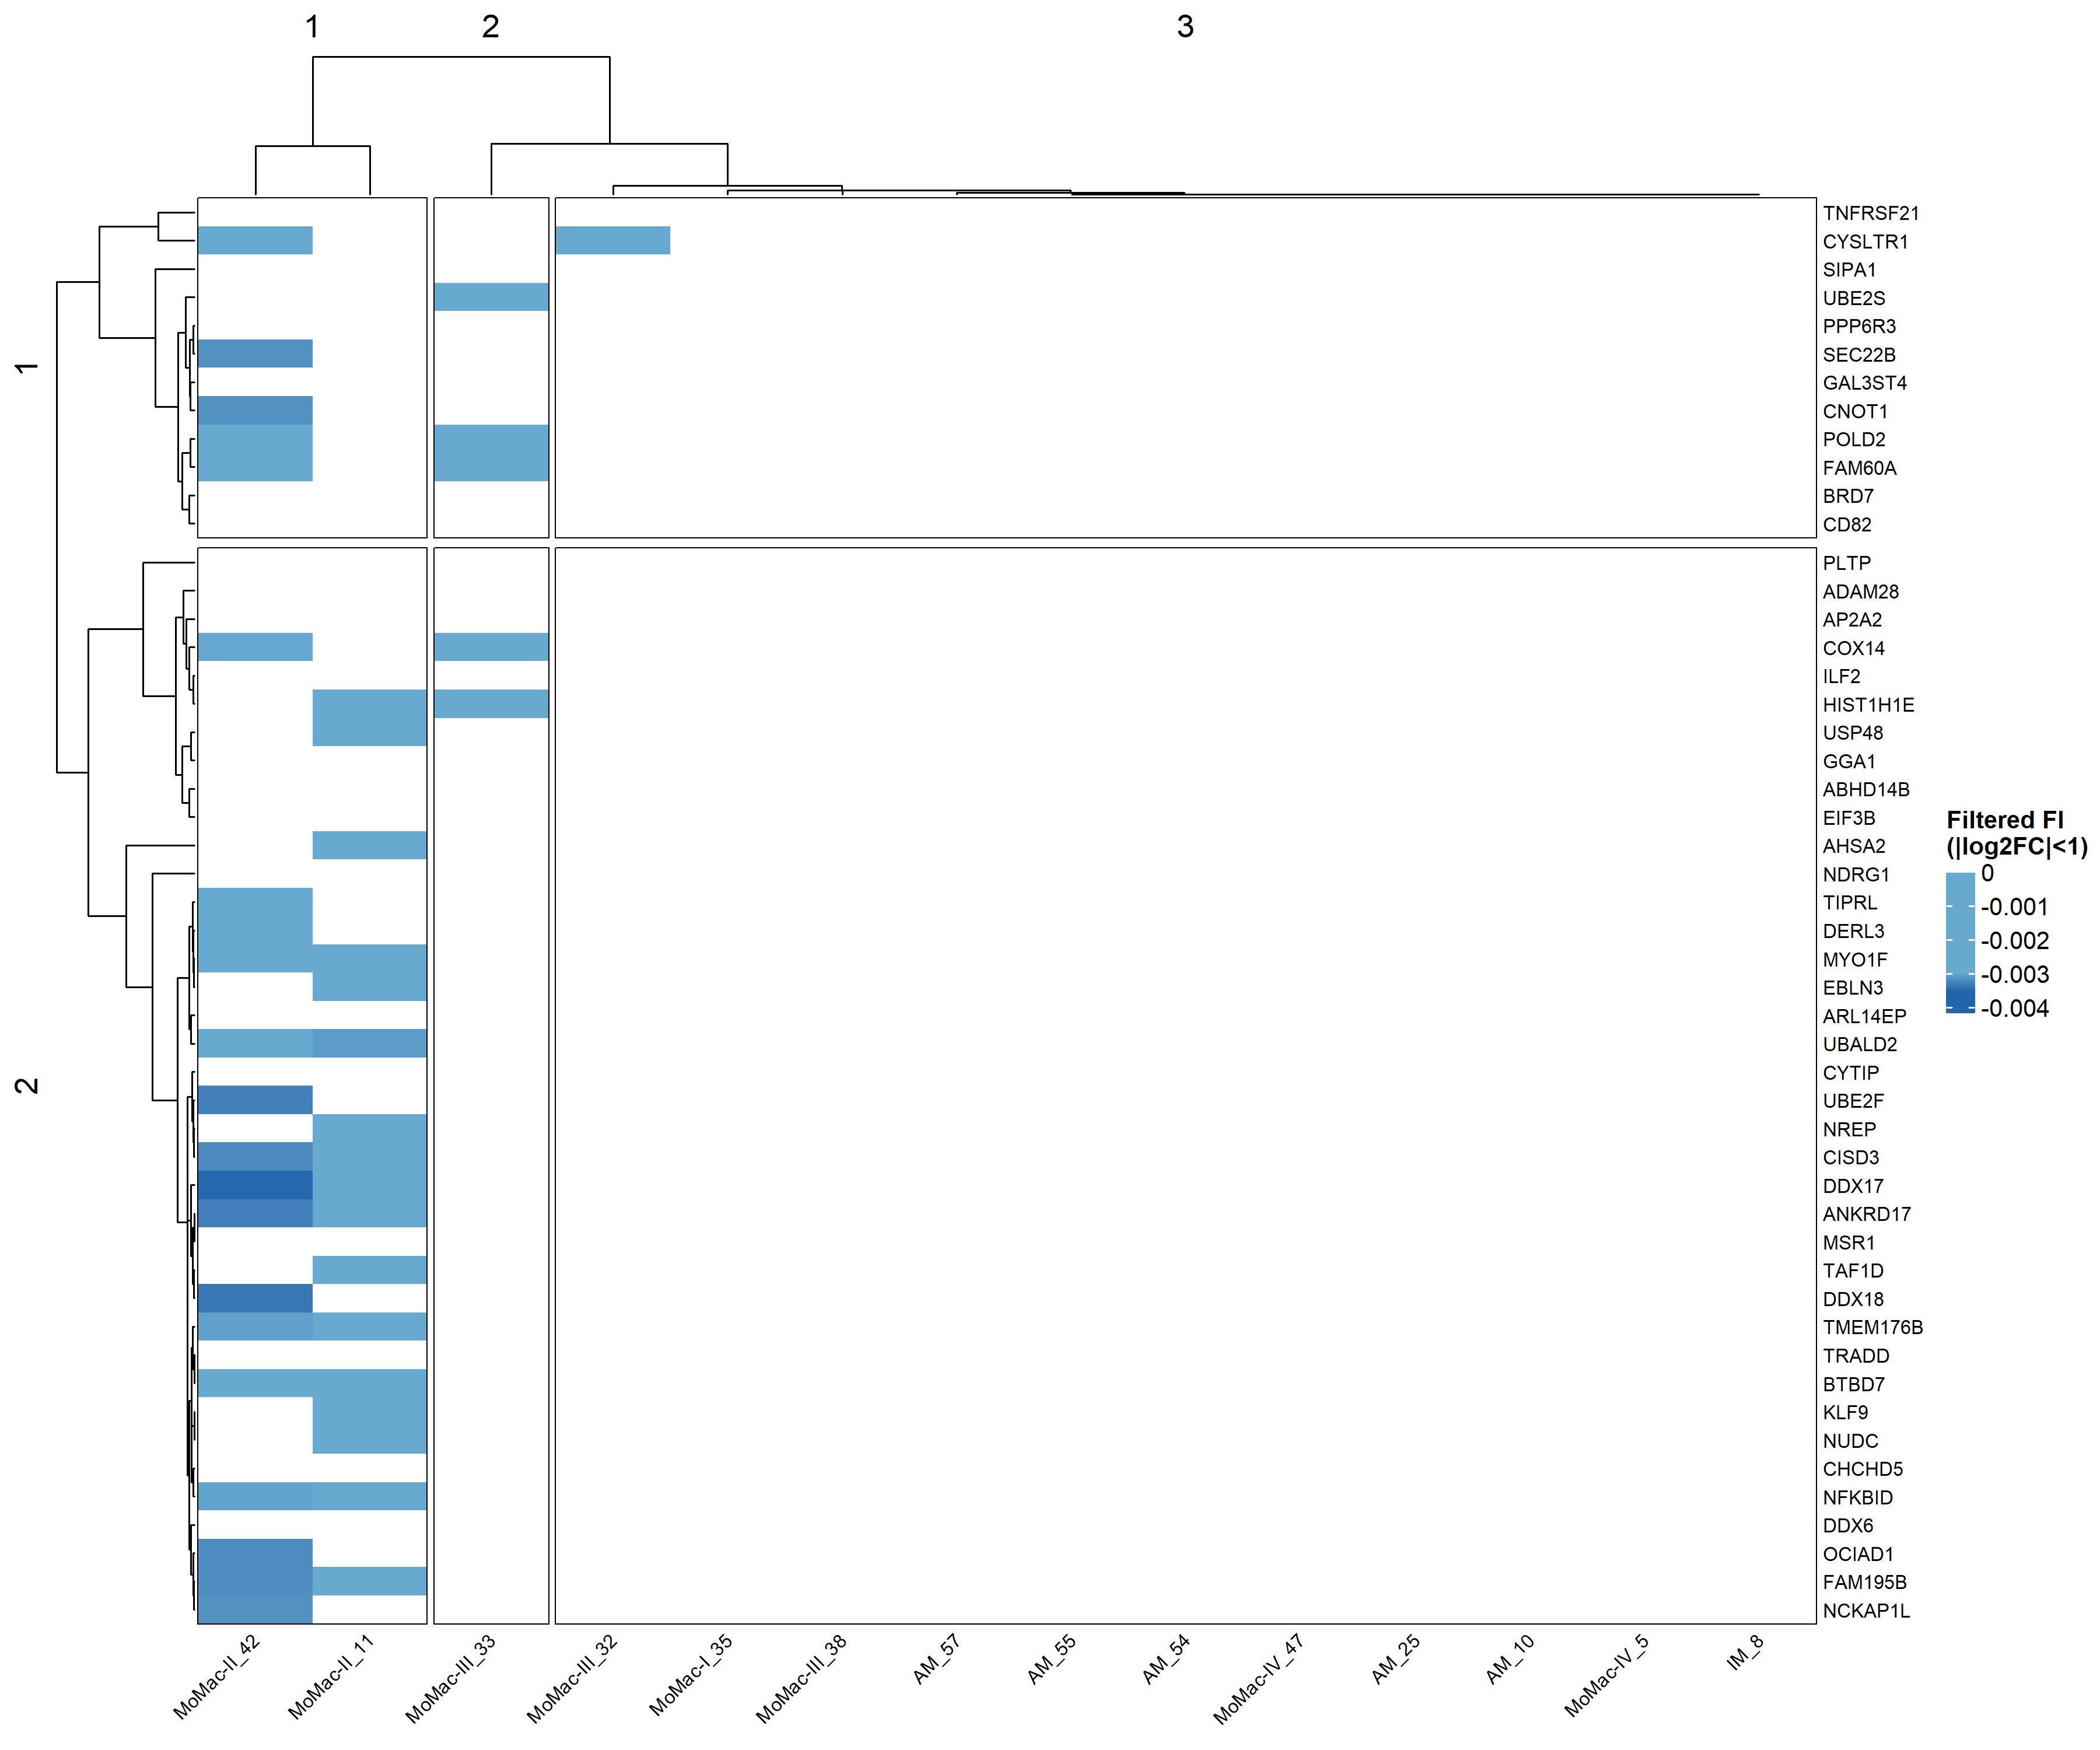 1
2
3
1
2
TNFRSF21
CYSLTR1
SIPA1
UBE2S
PPP6R3
SEC22B
GAL3ST4
CNOT1
POLD2
FAM60A
BRD7
CD82
PLTP
ADAM28
AP2A2
COX14
ILF2
HIST1H1E
USP48
GGA1
ABHD14B
EIF3B
AHSA2
NDRG1
TIPRL
DERL3
MYO1F
EBLN3
ARL14EP
UBALD2
CYTIP
UBE2F
NREP
CISD3
DDX17
ANKRD17
MSR1
TAF1D
DDX18
TMEM176B
TRADD
BTBD7
KLF9
NUDC
CHCHD5
NFKBID
DDX6
OCIAD1
FAM195B
NCKAP1L
MoMac-II_42
MoMac-II_11
MoMac-III_33
MoMac-III_32
MoMac-I_35
MoMac-III_38
AM_57
AM_55
AM_54
MoMac-IV_47
AM_25
AM_10
MoMac-IV_5
IM_8
Filtered FI
(|log2FC|<1)
0
-0.001
-0.002
-0.003
-0.004